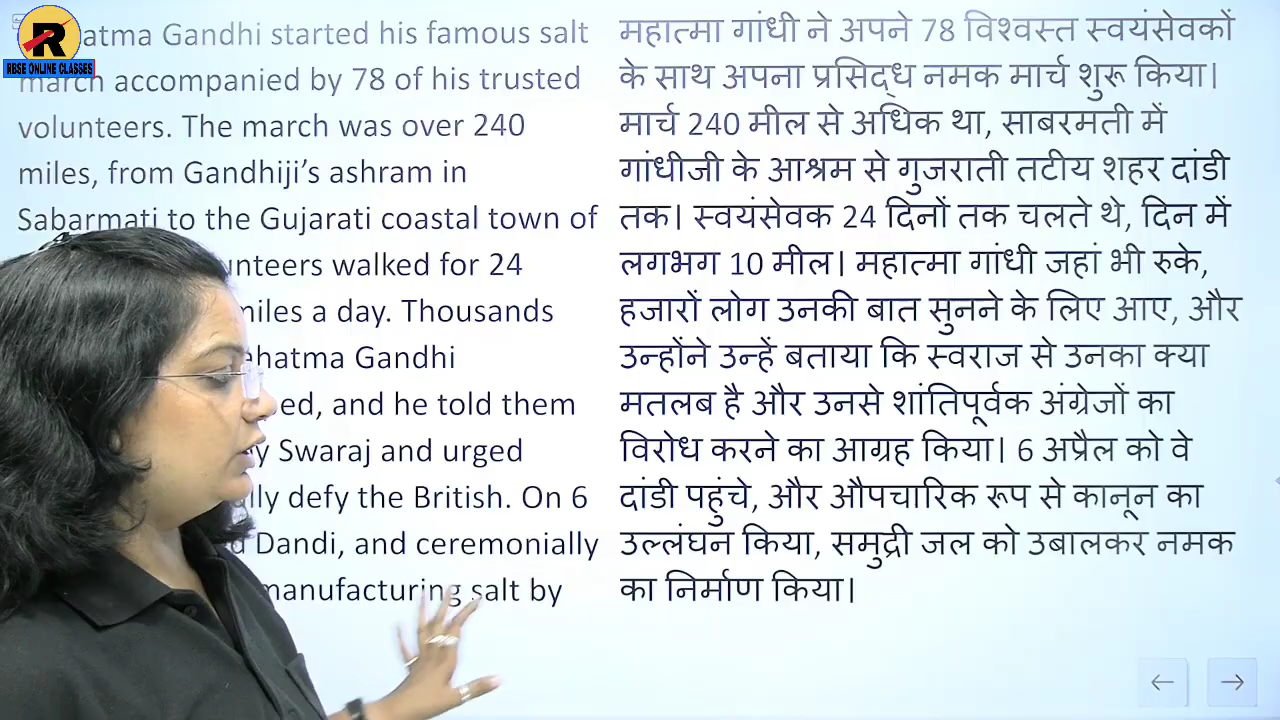 RBSE ONLINE CLASSES
Gandhi started his famous salt
march accompanied by 78 of his trusted
volunteers. The march was over 240
miles, from Gandhiji’s ashram in
Sabarmati to the Gujarati coastal town of
walked for 24
miles a day. Thousands
Gandhi
and he told them
Swaraj and urged
defy the British. On 6
Dandi, and ceremonially
manufacturing salt by
महात्मा गांधी ने अपने 78 विश्वस्त स्वयंसेवकों
के साथ अपना प्रसिद्ध नमक मार्च शुरू किया।
मार्च 240 मील से अधिक था, साबरमती में
गांधीजी के आश्रम से गुजराती तटीय शहर दांडी
तक। स्वयंसेवक 24 दिनों तक चलते थे, दिन में
लगभग 10 मील। महात्मा गांधी जहां भी रुके,
हजारों लोग उनकी बात सुनने के लिए आए, और
उन्होंने उन्हें बताया कि स्वराज से उनका क्या
मतलब है और उनसे शांतिपूर्वक अंग्रेजों का
विरोध करने का आग्रह किया। 6 अप्रैल को वे
दांडी पहुंचे, और औपचारिक रूप से कानून का
उल्लंघन किया, समुद्री जल को उबालकर नमक
का निर्माण किया।